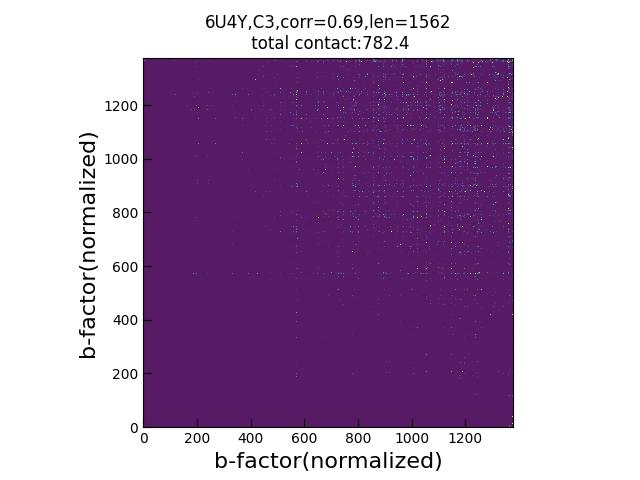 6U4Y,C3,corr=0.69,len=1562
total contact:782.4
b-factor(normalized)
1200
1000
800
600
400
200
0
0 200 400 600 800 1000 1200
b-factor(normalized)